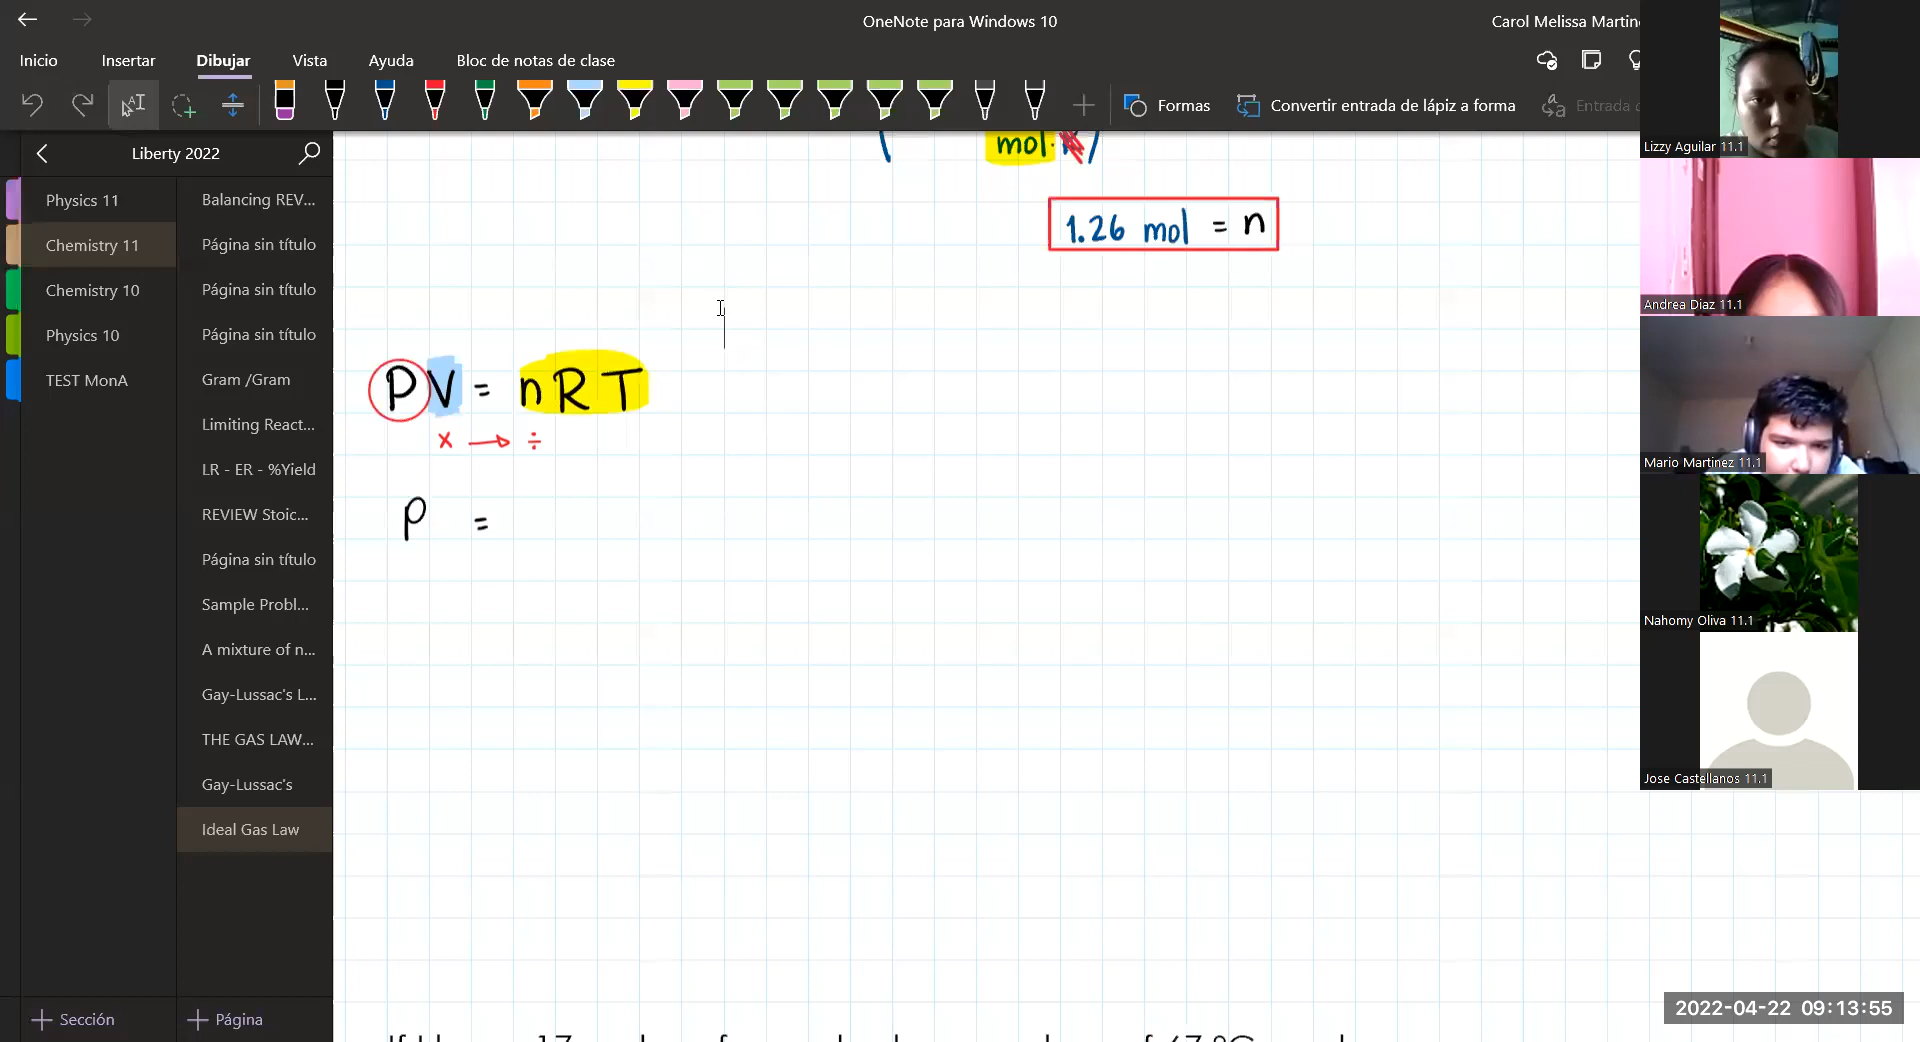 OneNote para Windows 10
Carol Melissa Martine
Inicio
Insertar
Dibujar
Vista
Ayuda
Bloc de notas de clase
Formas
Convertir entrada de lápiz a forma
Entrada
Liberty 2022
Physics 11
Chemistry 11
Chemistry 10
Physics 10
TEST MonA
Balancing REV...
Página sin título
Página sin título
Página sin título
Gram /Gram
Limiting React...
LR - ER - %Yield
REVIEW Stoic...
Página sin título
Sample Probl...
A mixture of n...
Gay-Lussac's L...
THE GAS LAW...
Gay-Lussac's
Ideal Gas Law
Sección
Página
mol·
1.26 mol = n
PV = nRT
x → ÷
P =
Lizzy Aguilar 11.1
Andrea Diaz 11.1
Mario Martinez 11.1
Nahomy Oliva 11.1
Jose Castellanos 11.1
2022-04-22 09:13:55